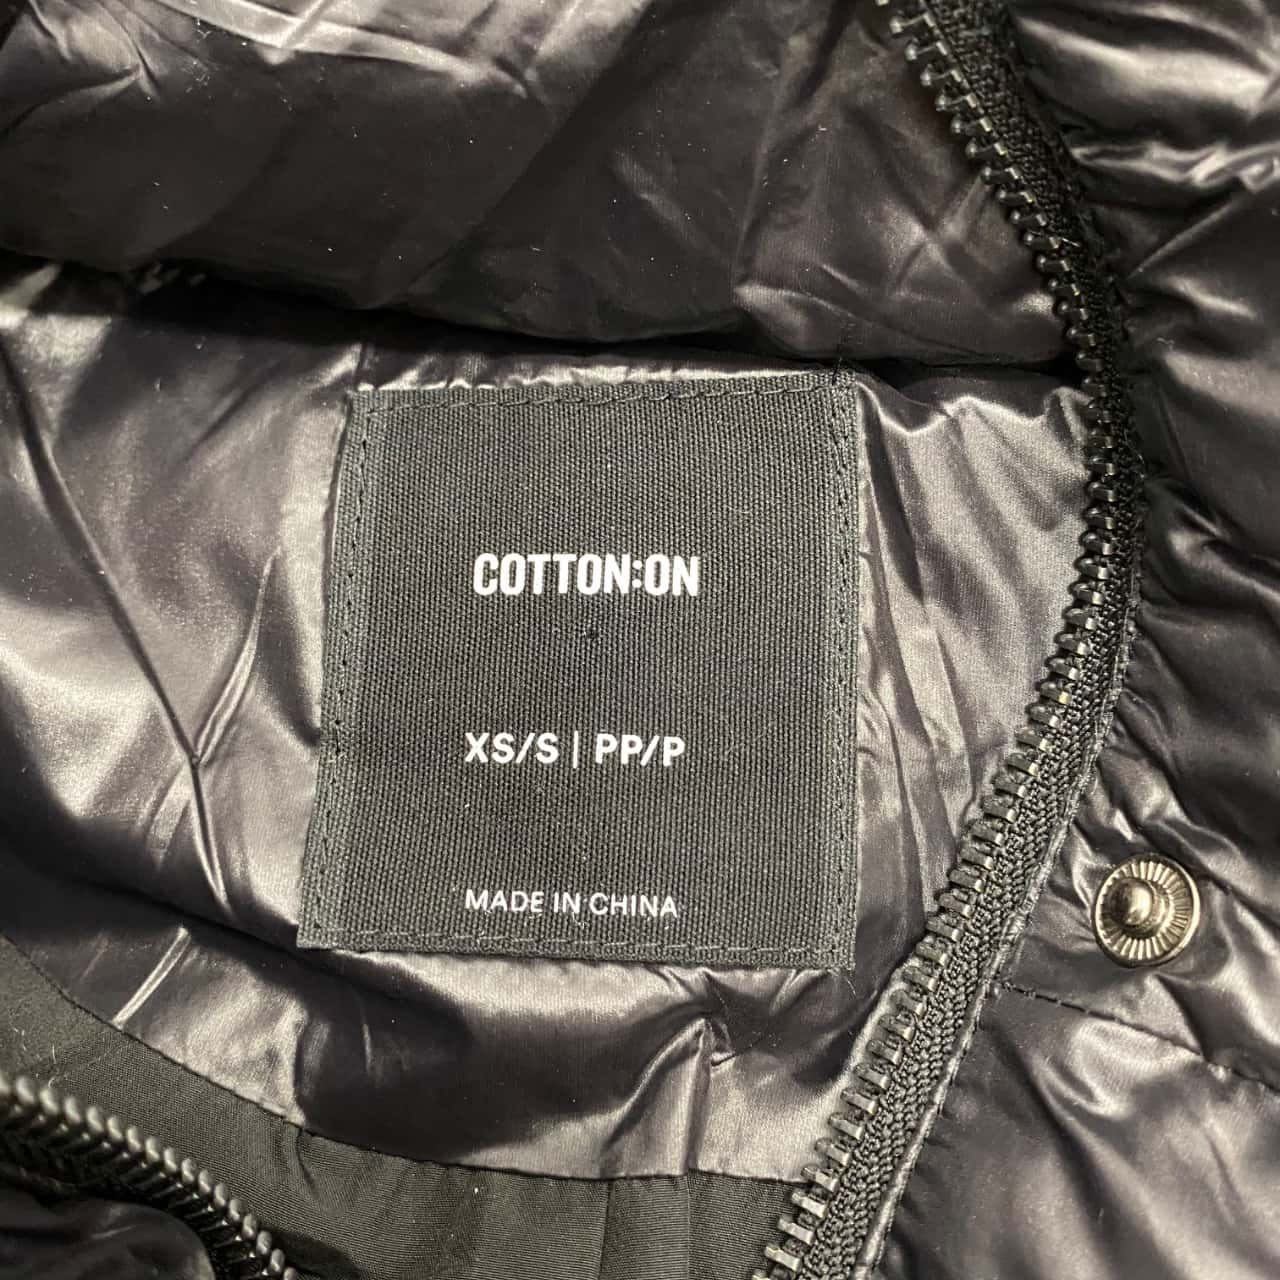 COTTON:ON
XS/S | PP/P
MADE IN CHINA